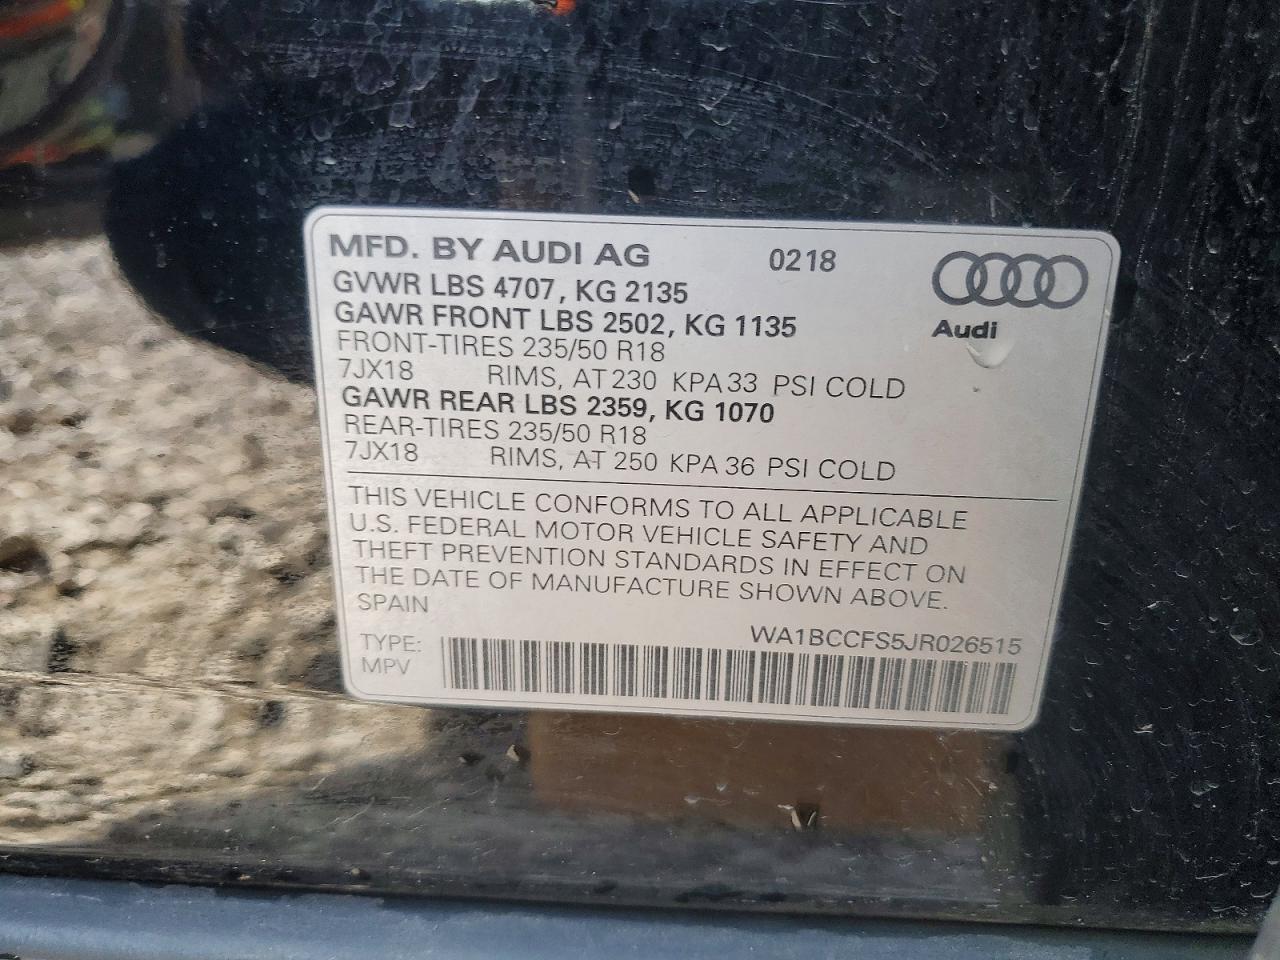 MFD. BY AUDI AG 0218
GVWR LBS 4707, KG 2135
GAWR FRONT LBS 2502, KG 1135
Audi
FRONT-TIRES 235/50 R18
7JX18 RIMS, AT 230 KPA 33 PSI COLD
GAWR REAR LBS 2359, KG 1070
REAR-TIRES 235/50 R18
7JX18 RIMS, AT 250 KPA 36 PSI COLD
THIS VEHICLE CONFORMS TO ALL APPLICABLE
U.S. FEDERAL MOTOR VEHICLE SAFETY AND
THEFT PREVENTION STANDARDS IN EFFECT ON
THE DATE OF MANUFACTURE SHOWN ABOVE.
SPAIN
WA1BCCFS5JR026515
TYPE:
MPV